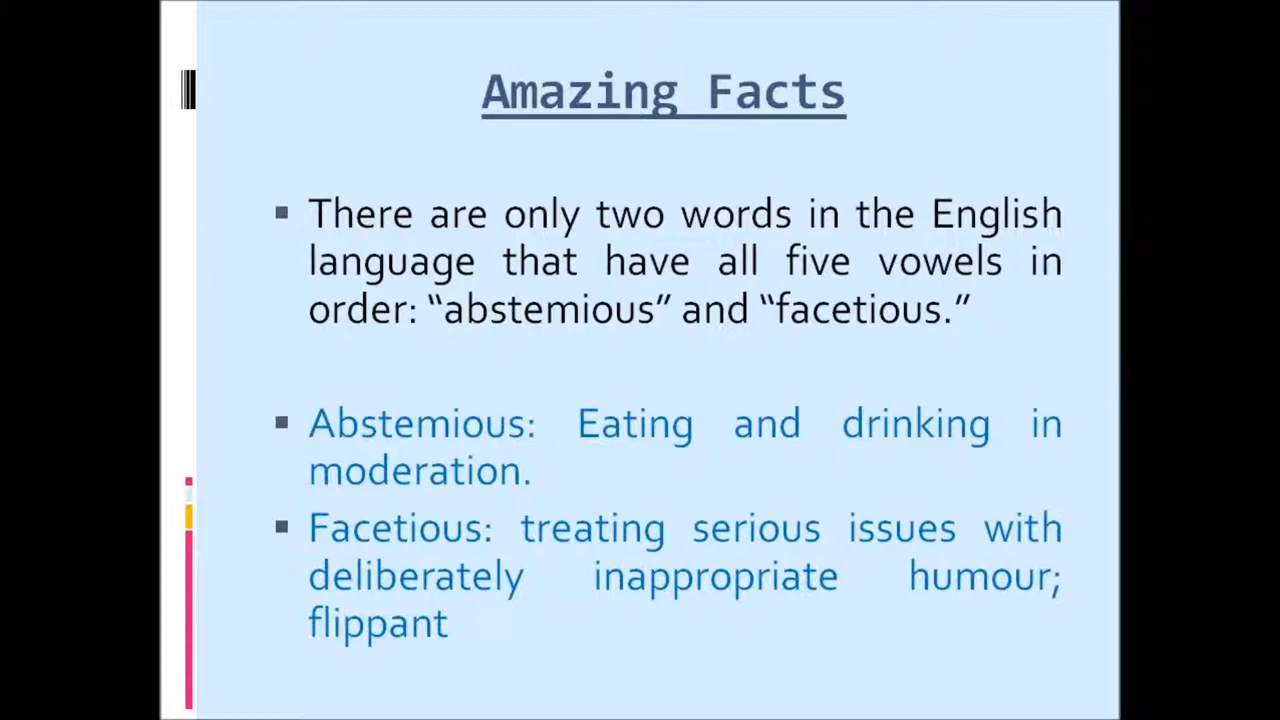 Amazing Facts
▪ There are only two words in the English
language that have all five vowels in
order: “abstemious” and “facetious.”
▪ Abstemious: Eating and drinking in
moderation.
▪ Facetious: treating serious issues with
deliberately inappropriate humour;
flippant